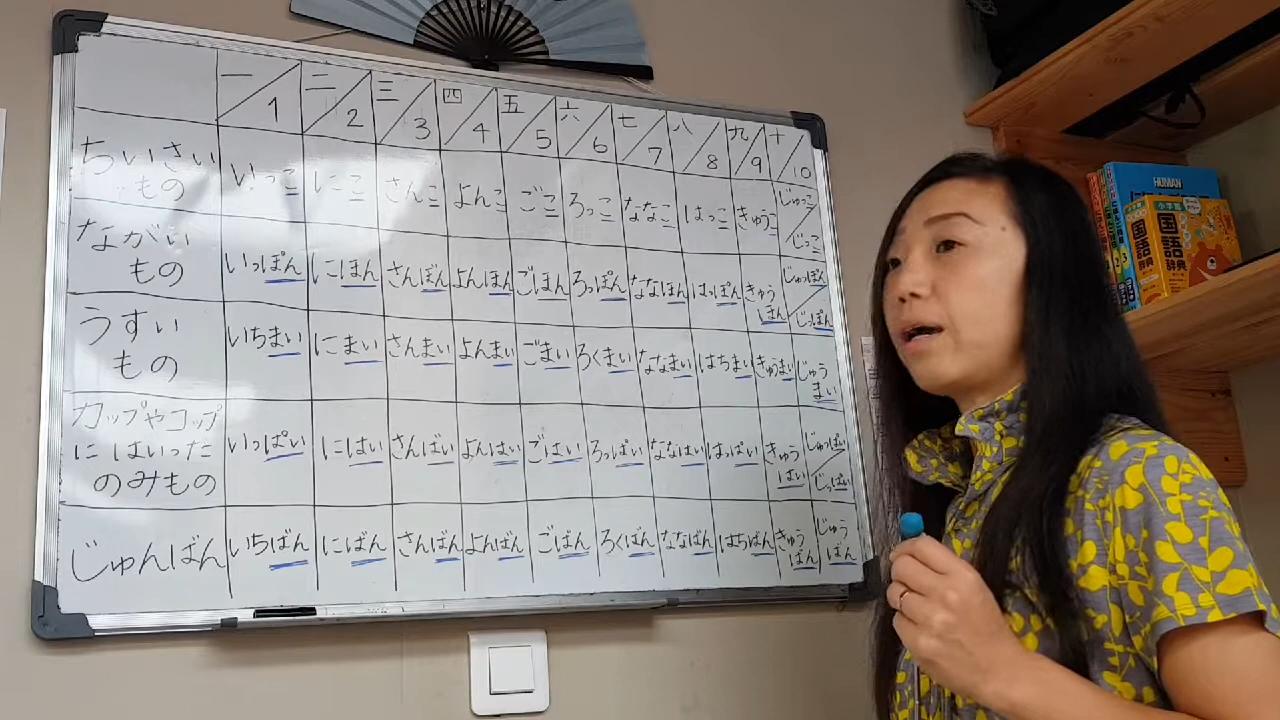 一/1 二/2 三/3 四/4 五/5 六/6 七/7 八/8 九/9 十/10
ちいさい
もの
いっこ にこ さんこ よんこ ごこ ろっこ ななこ はっこ きゅうこ じゅっこ/じっこ
ながい
もの
いっぽん にほん さんぼん よんほん ごほん ろっぽん ななほん はっぽん きゅうほん じゅっぽん/じっぽん
うすい
もの
いちまい にまい さんまい よんまい ごまい ろくまい ななまい はちまい きゅうまい じゅうまい
カップやコップ
にはいった
のみもの
いっぱい にはい さんばい よんはい ごはい ろっぱい ななはい はっぱい きゅうはい じゅっぱい/じっぱい
じゅんばん
いちばん にばん さんばん よんばん ごばん ろくばん ななばん はちばん きゅうばん じゅうばん
HUMAN
小学館
国語
辞典
国語
辞典